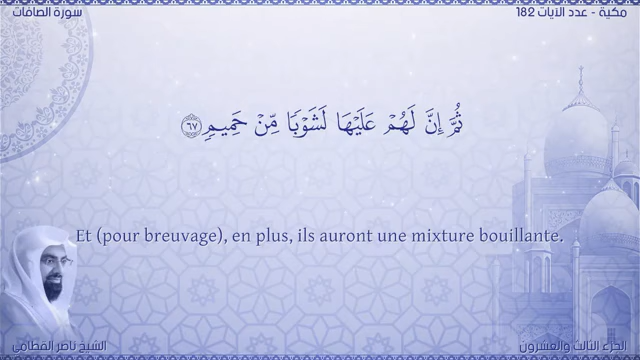 سورة الصافات
مكية - عدد الآيات 182
ثُمَّ إِنَّ لَهُمْ عَلَيْهَا لَشَوْبًا مِّنْ حَمِيمٍ ٦٧
Et (pour breuvage), en plus, ils auront une mixture bouillante.
الشيخ ناصر القطامي
الجزء الثالث والعشرون